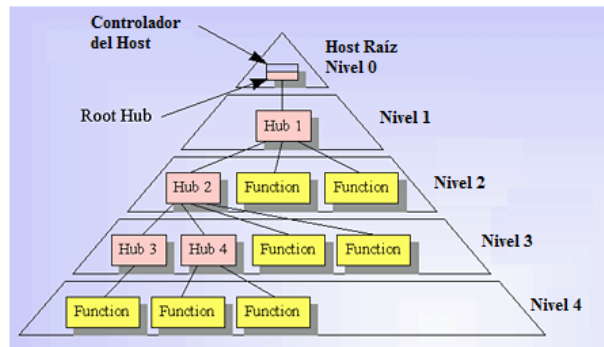 Controlador
del Host
Host Raíz
Nivel 0
Root Hub
Hub 1
Nivel 1
Hub 2
Function
Function
Nivel 2
Hub 3
Hub 4
Function
Function
Nivel 3
Function
Function
Function
Nivel 4